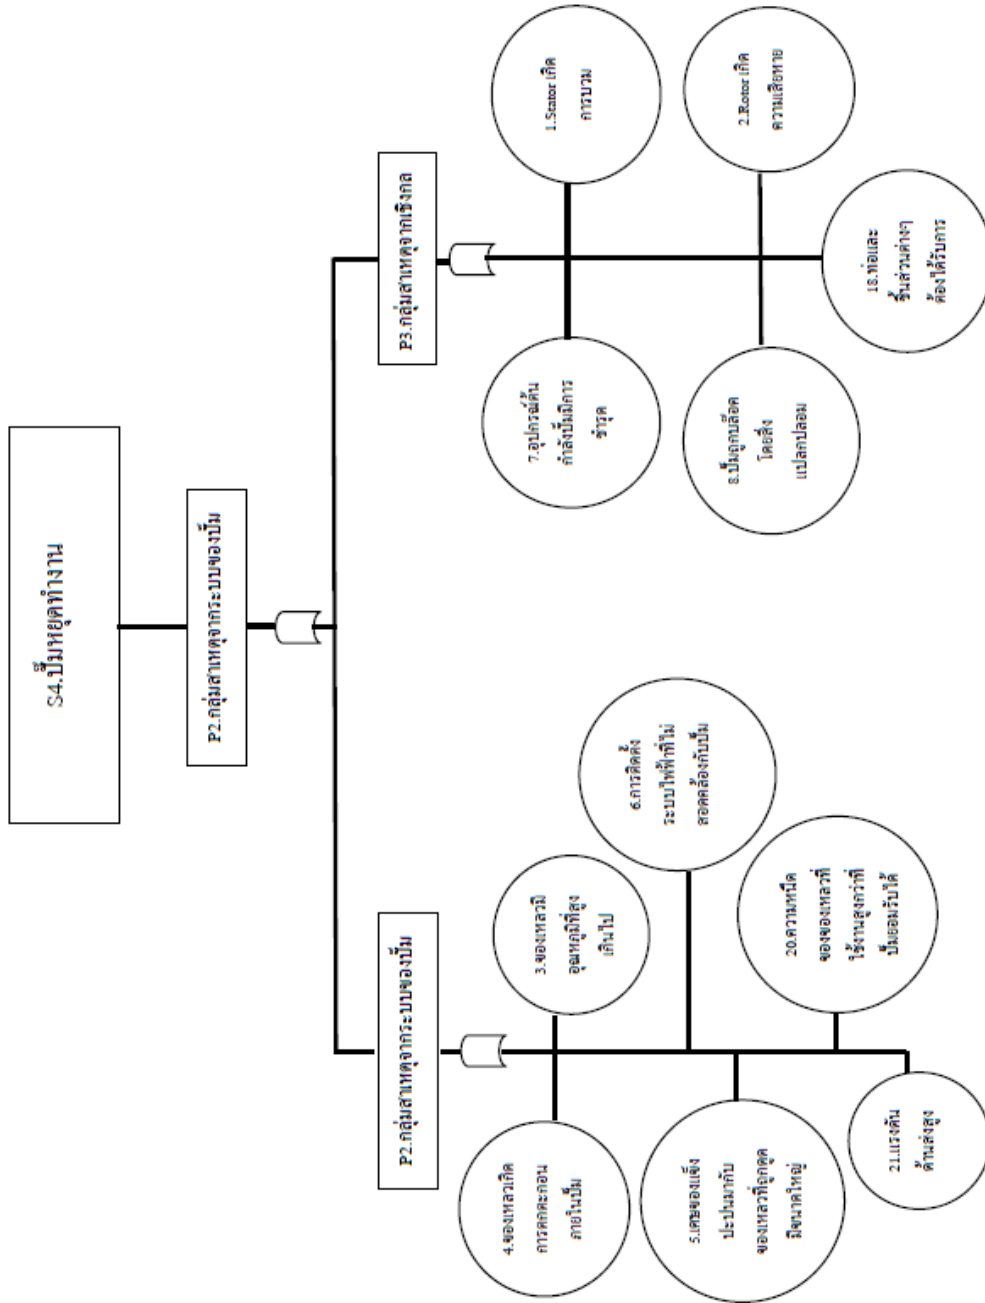 S4.ปั๊มหยุดทำงาน
P2.กลุ่มสาเหตุจากระบบของปั๊ม
P2.กลุ่มสาเหตุจากระบบของปั๊ม
P3.กลุ่มสาเหตุจากเชิงกล
4.ของเหลวเกิด
การตกตะกอน
ภายในปั๊ม
3.ของเหลวมี
อุณหภูมิที่สูง
เกินไป
5.เศษของแข็ง
ปะปนมากับ
ของเหลวที่ถูกดูด
มีขนาดใหญ่
6.การติดตั้ง
ระบบไฟฟ้าที่ไม่
สอดคล้องกับปั๊ม
21.แรงดัน
ด้านส่งสูง
20.ความหนืด
ของของเหลวที่
ใช้งานสูงกว่าที่
ปั๊มยอมรับได้
7.อุปกรณ์ต้น
กำลังปั๊มมีการ
ชำรุด
1.Stator เกิด
การบวม
8.ปั๊มถูกบล็อค
โดยสิ่ง
แปลกปลอม
2.Rotor เกิด
ความเสียหาย
18.ท่อและ
ชิ้นส่วนต่างๆ
ต้องได้รับการ